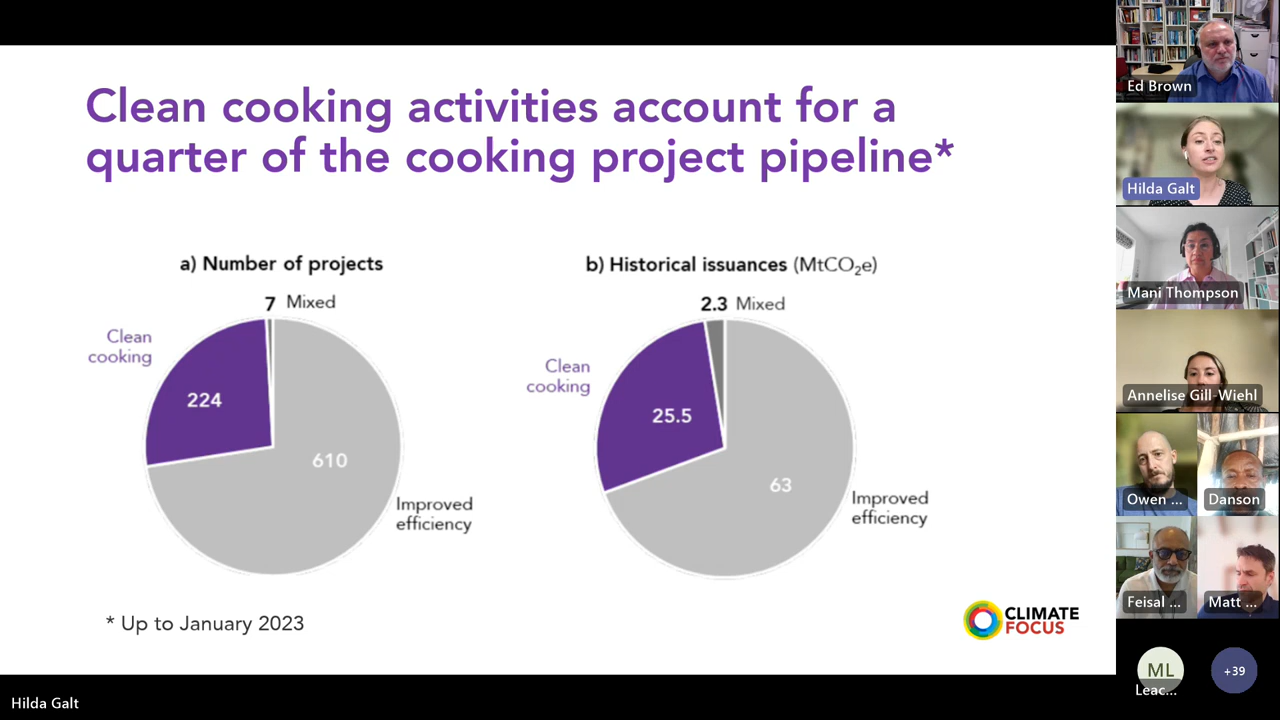 Clean cooking activities account for a
quarter of the cooking project pipeline*
a) Number of projects
7 Mixed
Clean
cooking
224
610
Improved
efficiency
b) Historical issuances (MtCO₂e)
2.3 Mixed
Clean
cooking
25.5
63
Improved
efficiency
* Up to January 2023
CLIMATE
FOCUS
Ed Brown
Hilda Galt
Mani Thompson
Annelise Gill-Wiehl
Owen ...
Danson
Feisal ...
Matt ...
ML
Leac...
+39
Hilda Galt